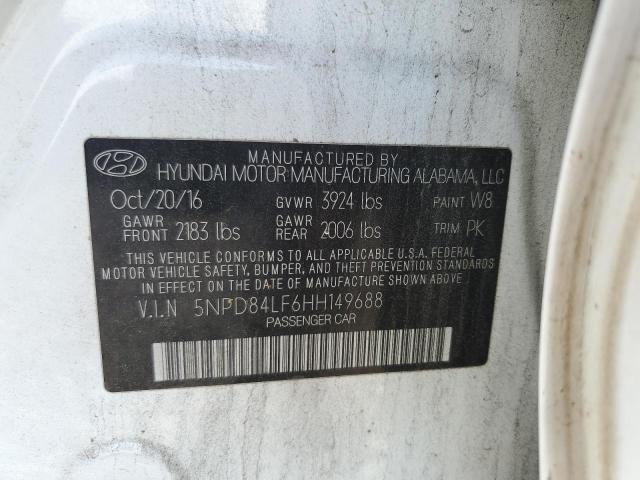 MANUFACTURED BY
HYUNDAI MOTOR MANUFACTURING ALABAMA, LLC
Oct/20/16 GVWR 3924 lbs PAINT W8
GAWR FRONT 2183 lbs GAWR REAR 2006 lbs TRIM PK
THIS VEHICLE CONFORMS TO ALL APPLICABLE U.S.A. FEDERAL
MOTOR VEHICLE SAFETY, BUMPER, AND THEFT PREVENTION STANDARDS
IN EFFECT ON THE DATE OF MANUFACTURE SHOWN ABOVE.
V.I.N 5NPD84LF6HH149688
PASSENGER CAR